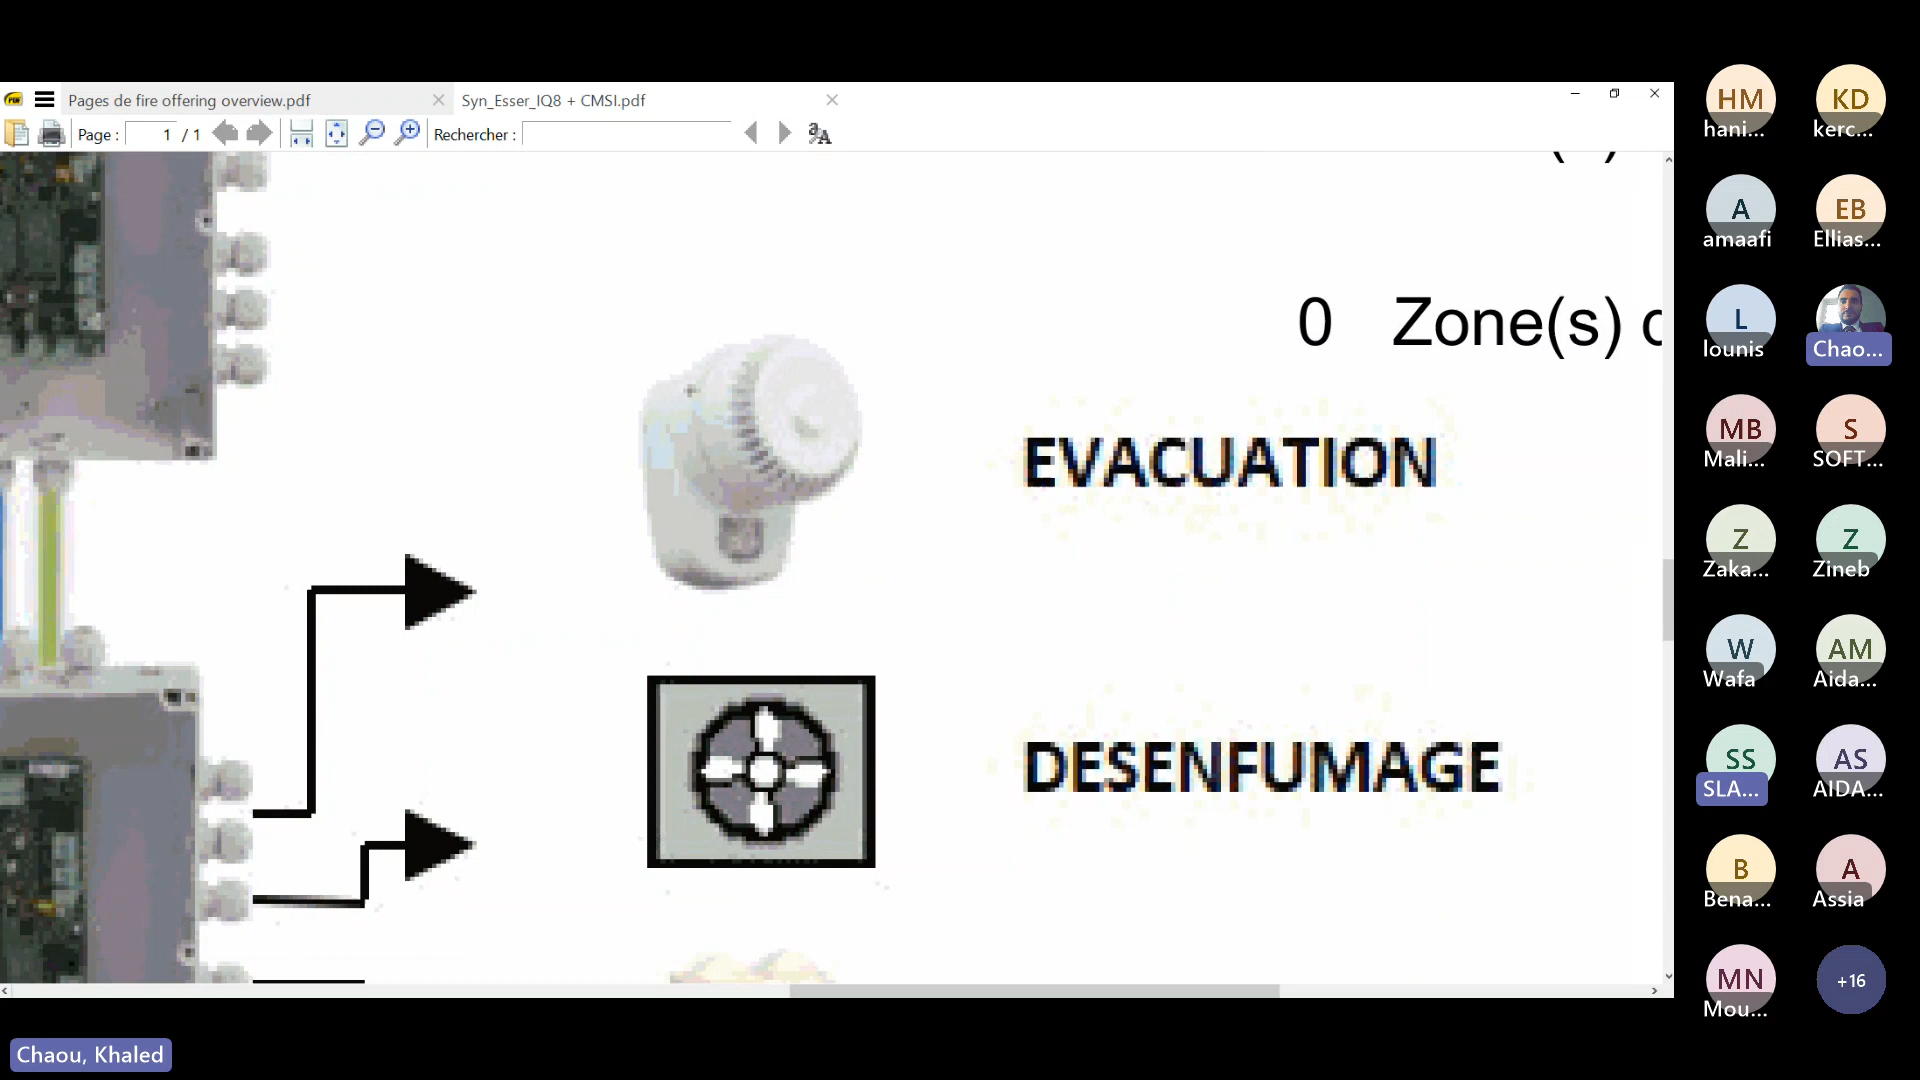 Pages de fire offering overview.pdf
Syn_Esser_IQ8 + CMSI.pdf
Page : 1 / 1
Rechercher :
0 Zone(s)
EVACUATION
DESENFUMAGE
HM
hani...
KD
kerc...
A
amaafi
EB
Ellias...
L
lounis
Chao...
MB
Mali...
S
SOFT...
Z
Zaka...
Z
Zineb
W
Wafa
AM
Aida...
SS
SLA...
AS
AIDA...
B
Bena...
A
Assia
MN
Mou...
+16
Chaou, Khaled